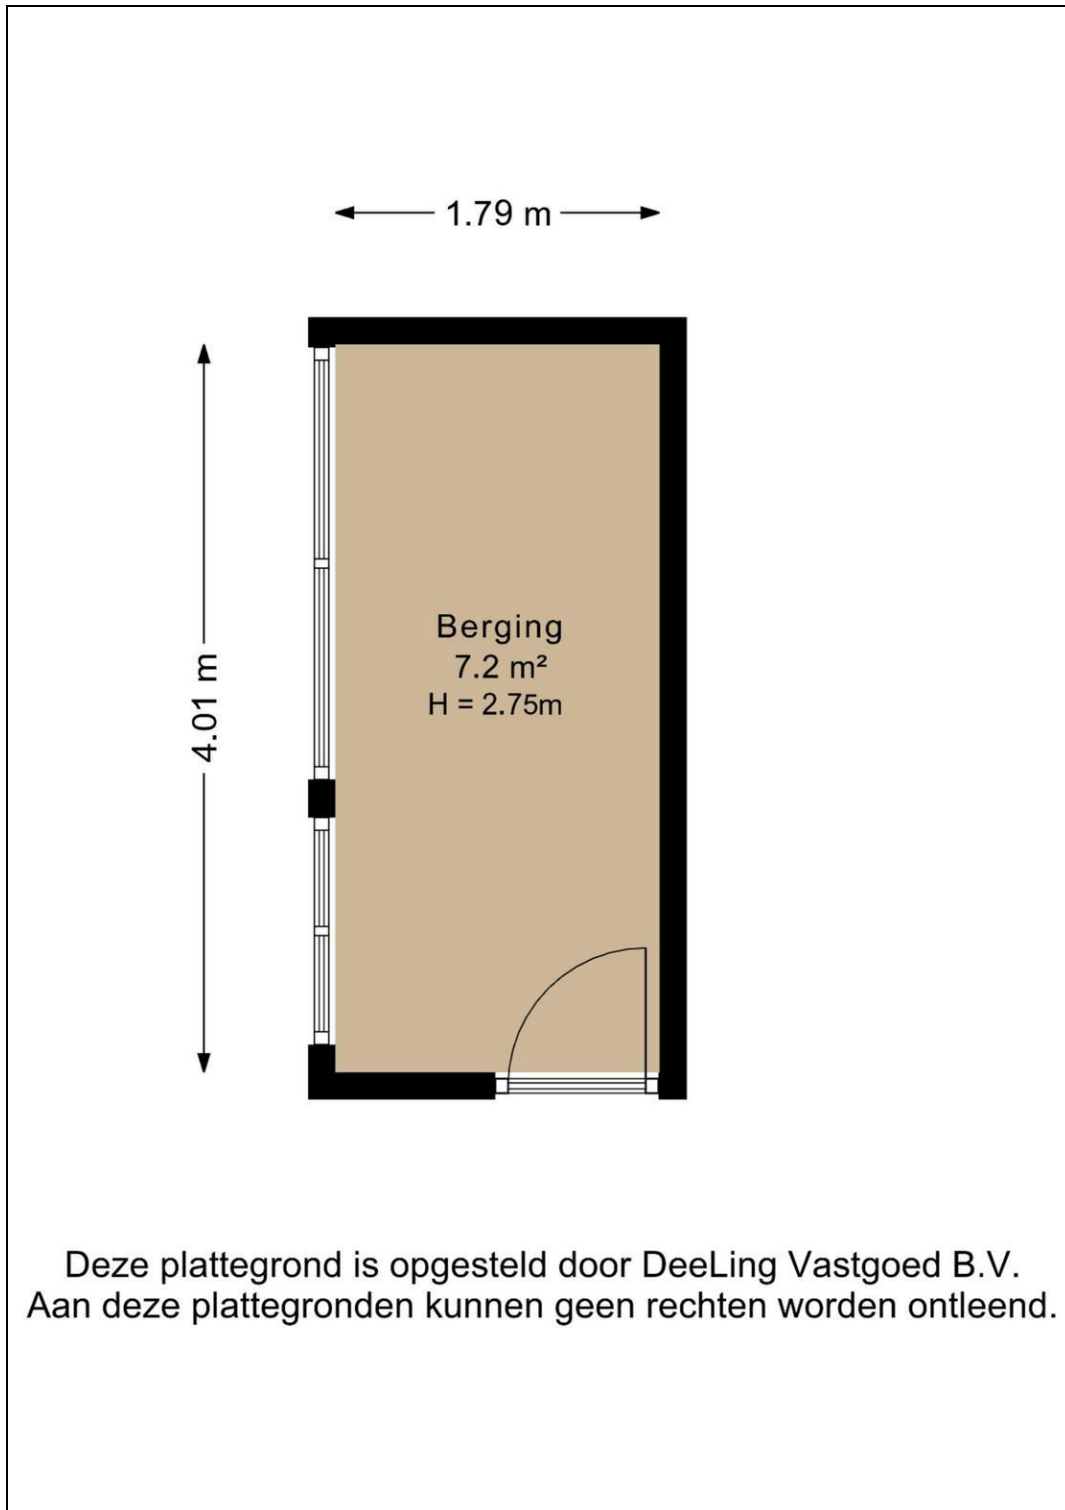 1.79 m
4.01 m
Berging
7.2 m²
H = 2.75m
Deze plattegrond is opgesteld door DeeLing Vastgoed B.V.
Aan deze plattegronden kunnen geen rechten worden ontleend.